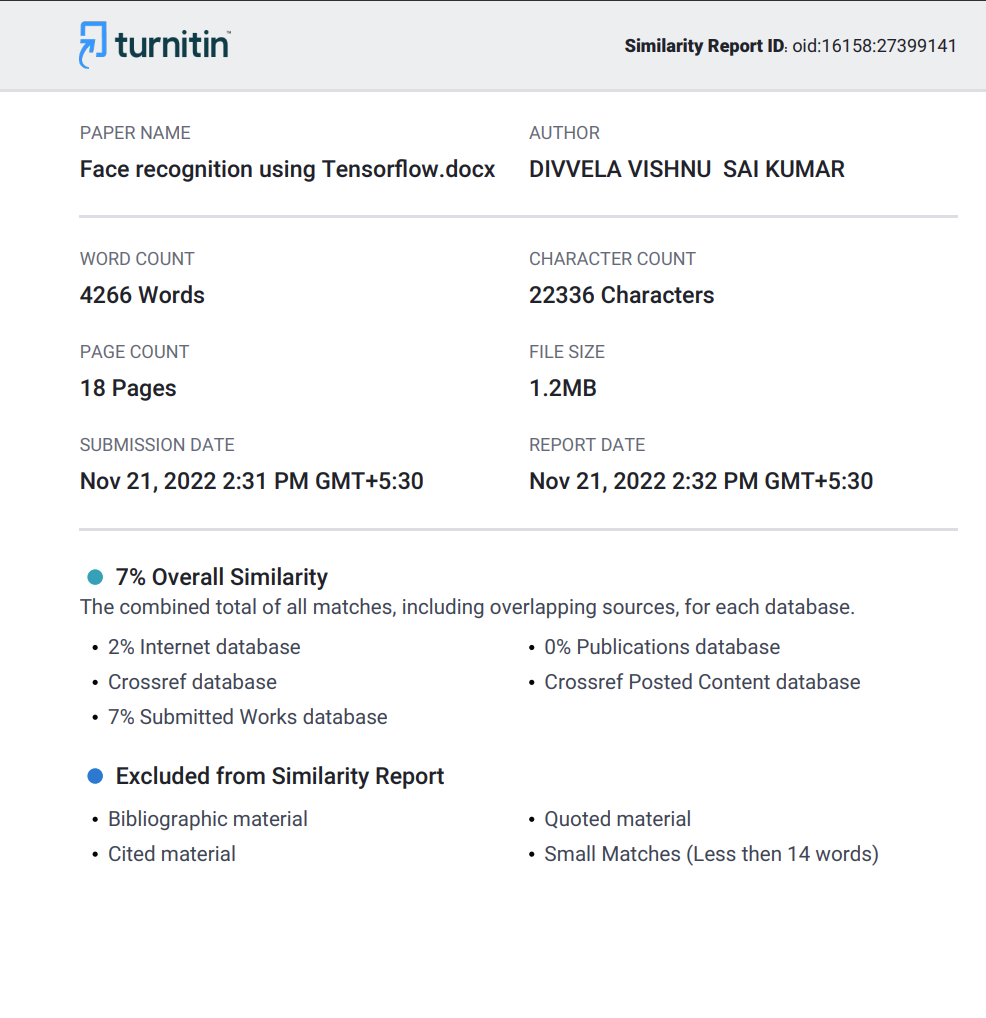 turnitin™
Similarity Report ID: oid:16158:27399141
PAPER NAME
Face recognition using Tensorflow.docx
AUTHOR
DIVVELA VISHNU  SAI KUMAR
WORD COUNT
4266 Words
CHARACTER COUNT
22336 Characters
PAGE COUNT
18 Pages
FILE SIZE
1.2MB
SUBMISSION DATE
Nov 21, 2022 2:31 PM GMT+5:30
REPORT DATE
Nov 21, 2022 2:32 PM GMT+5:30
7% Overall Similarity
The combined total of all matches, including overlapping sources, for each database.
• 2% Internet database
• 0% Publications database
• Crossref database
• Crossref Posted Content database
• 7% Submitted Works database
Excluded from Similarity Report
• Bibliographic material
• Quoted material
• Cited material
• Small Matches (Less then 14 words)